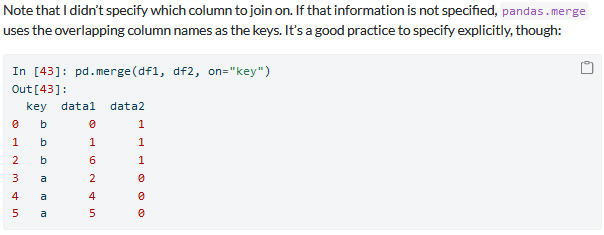 Note that I didn't specify which column to join on. If that information is not specified, pandas.merge
uses the overlapping column names as the keys. It's a good practice to specify explicitly, though:
In [43]: pd.merge(df1, df2, on="key")
Out[43]:
  key  data1  data2
0   b      0      1
1   b      1      1
2   b      6      1
3   a      2      0
4   a      4      0
5   a      5      0